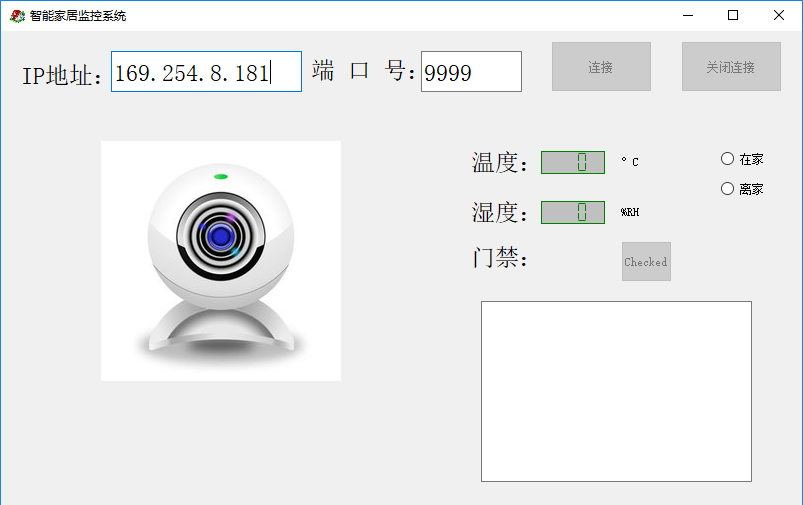 智能家居监控系统
IP地址: 169.254.8.181 端 口 号: 9999 连接 关闭连接
温度: 0 °C 在家
离家
湿度: 0 %RH
门禁: Checked